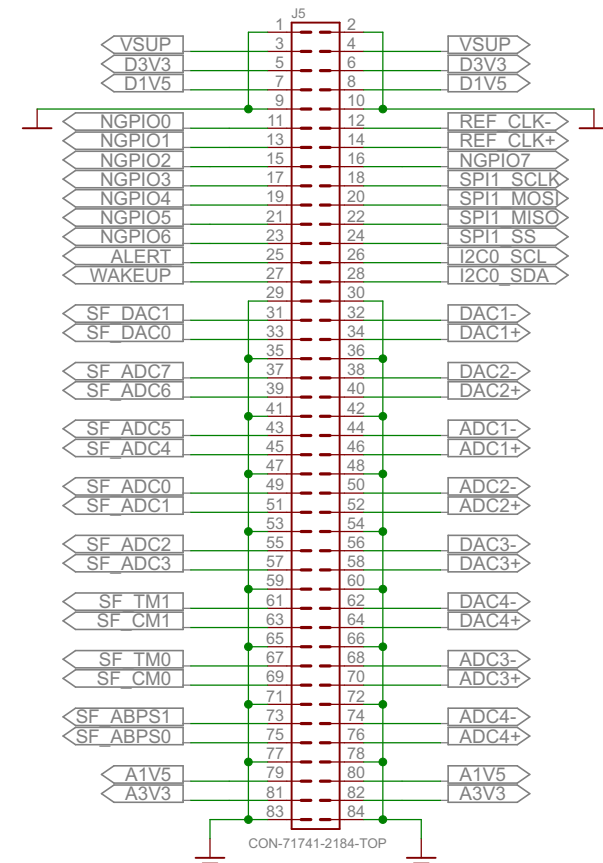 J5
1 2
VSUP 3 4 VSUP
D3V3 5 6 D3V3
D1V5 7 8 D1V5
9 10
NGPIO0 11 12 REF_CLK-
NGPIO1 13 14 REF_CLK+
NGPIO2 15 16 NGPIO7
NGPIO3 17 18 SPI1_SCLK
NGPIO4 19 20 SPI1_MOSI
NGPIO5 21 22 SPI1_MISO
NGPIO6 23 24 SPI1_SS
ALERT 25 26 I2C0_SCL
WAKEUP 27 28 I2C0_SDA
29 30
SF_DAC1 31 32 DAC1-
SF_DAC0 33 34 DAC1+
35 36
SF_ADC7 37 38 DAC2-
SF_ADC6 39 40 DAC2+
41 42
SF_ADC5 43 44 ADC1-
SF_ADC4 45 46 ADC1+
47 48
SF_ADC0 49 50 ADC2-
SF_ADC1 51 52 ADC2+
53 54
SF_ADC2 55 56 DAC3-
SF_ADC3 57 58 DAC3+
59 60
SF_TM1 61 62 DAC4-
SF_CM1 63 64 DAC4+
65 66
SF_TM0 67 68 ADC3-
SF_CM0 69 70 ADC3+
71 72
SF_ABPS1 73 74 ADC4-
SF_ABPS0 75 76 ADC4+
77 78
A1V5 79 80 A1V5
A3V3 81 82 A3V3
83 84
CON-71741-2184-TOP